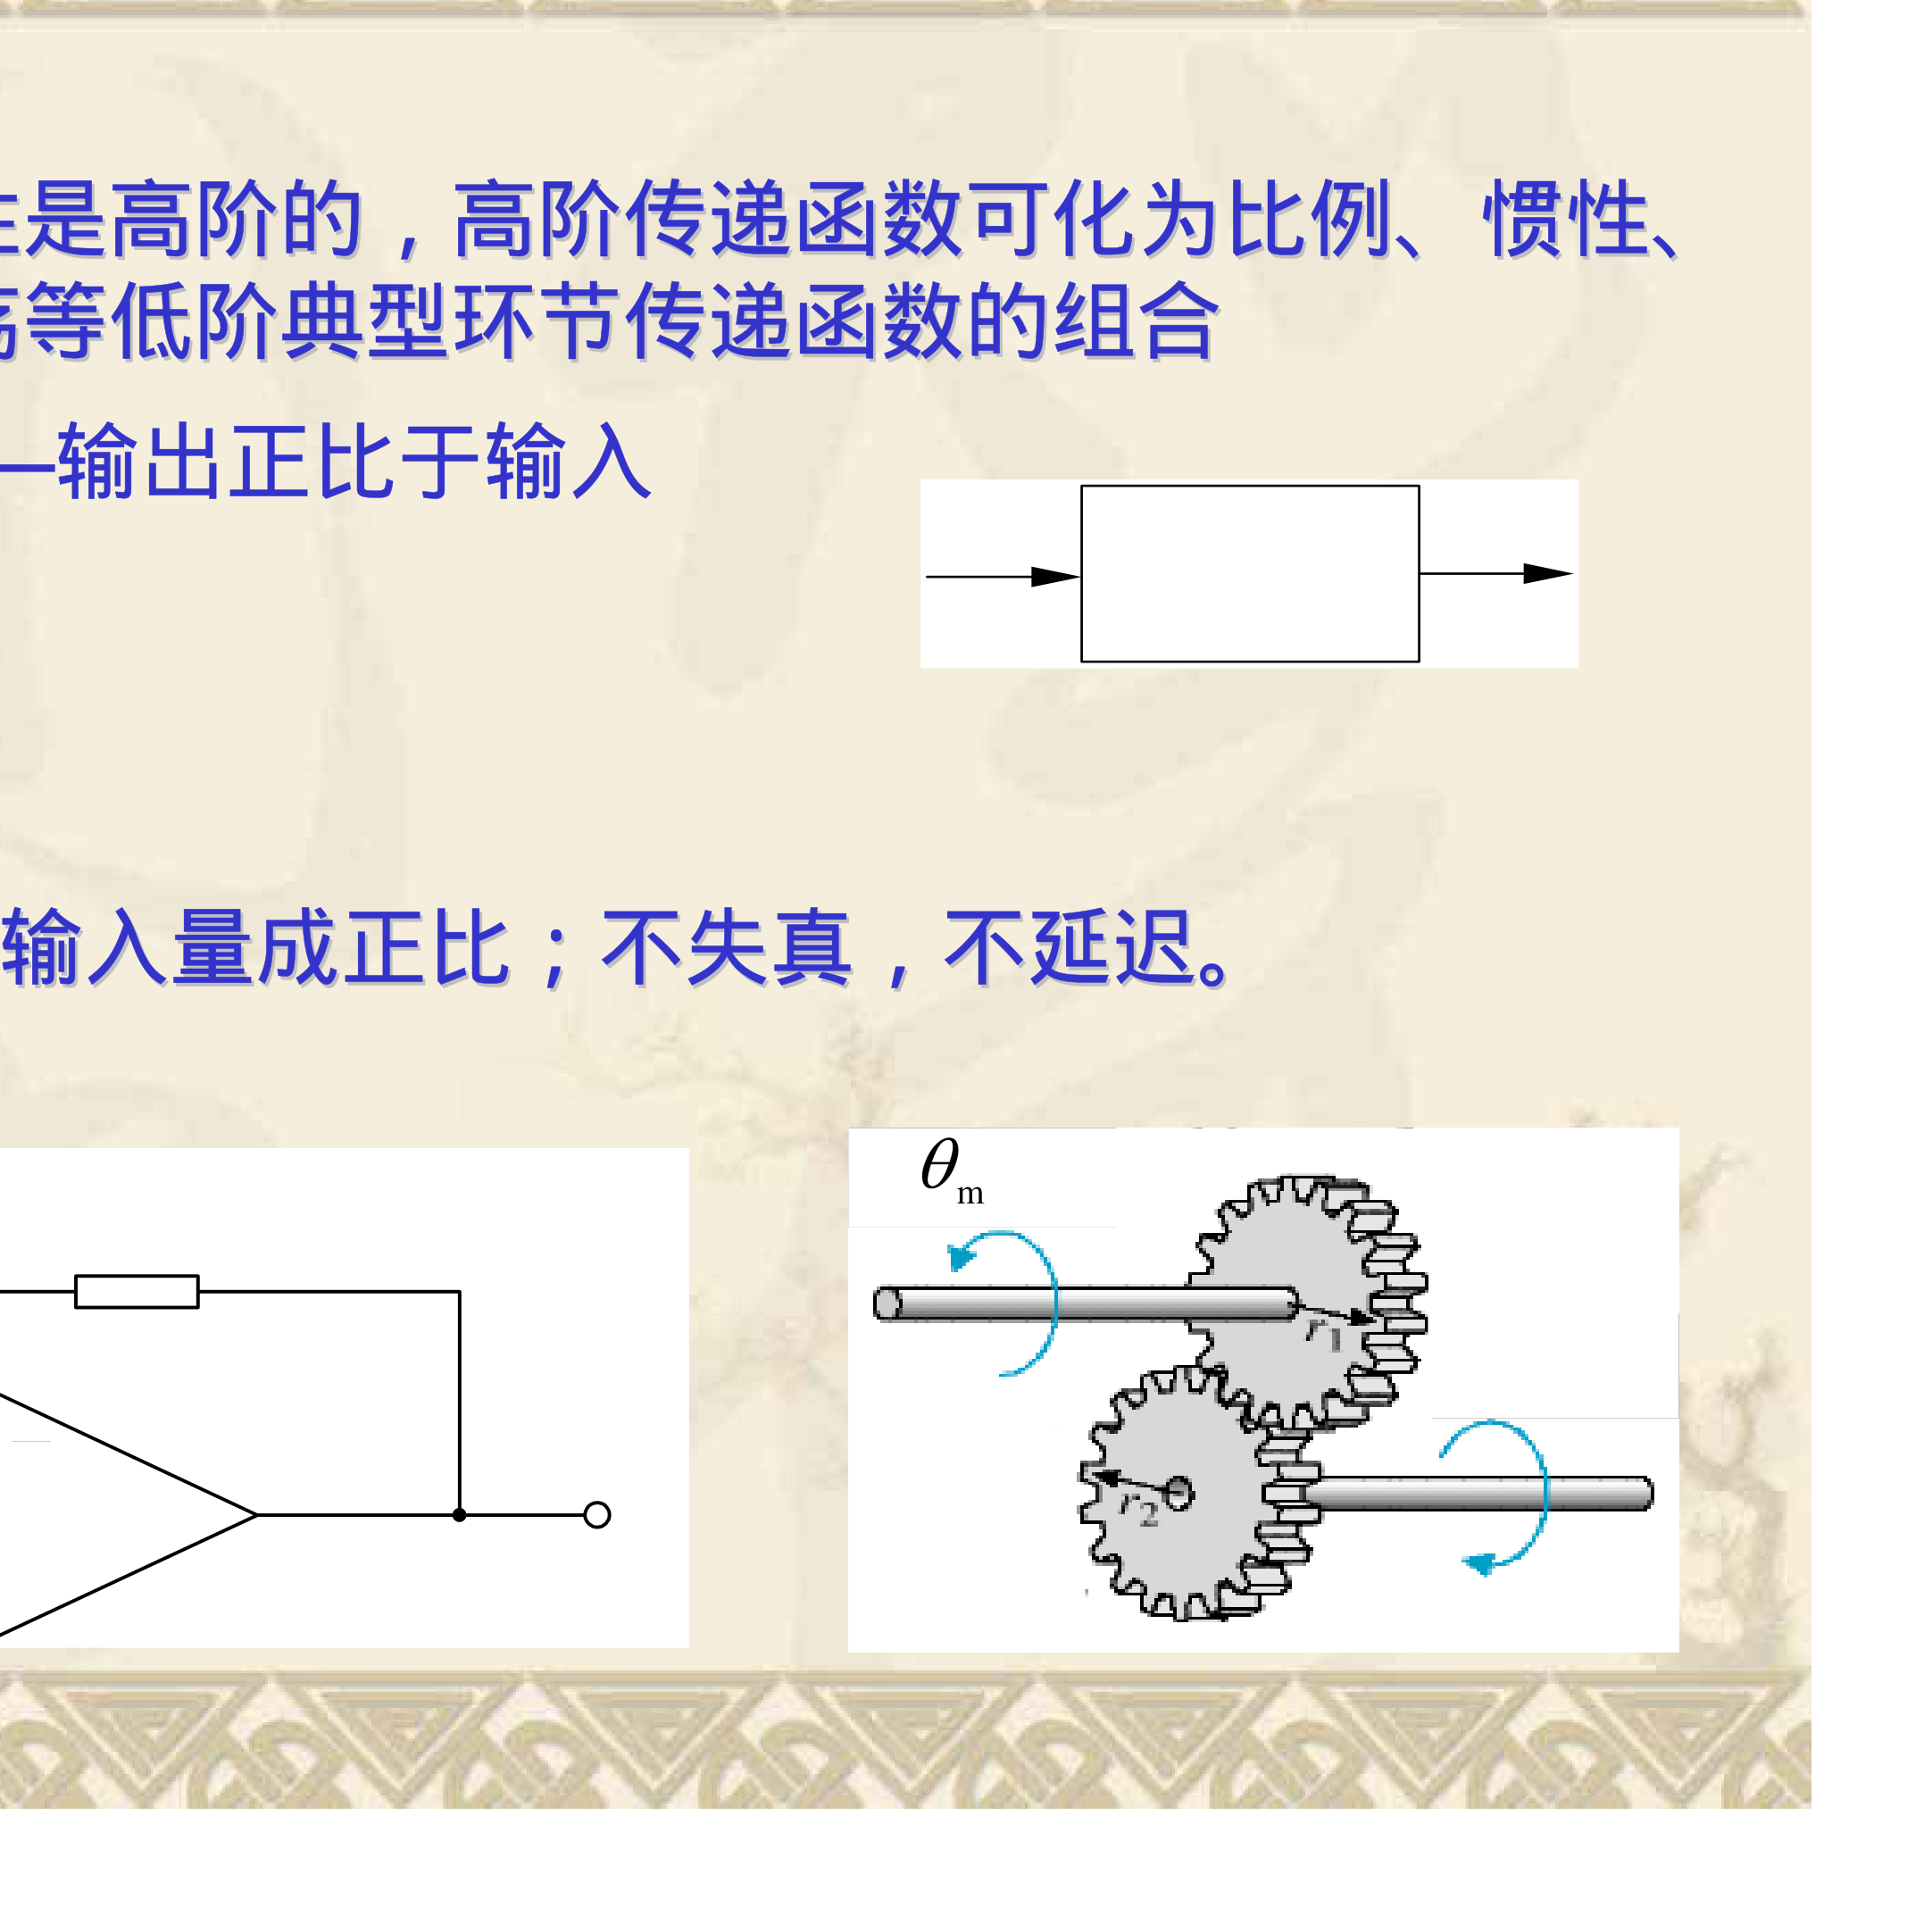 是高阶的，高阶传递函数可化为比例、惯性、
等低阶典型环节传递函数的组合
—输出正比于输入
输入量成正比；不失真，不延迟。
θm
r1
r2